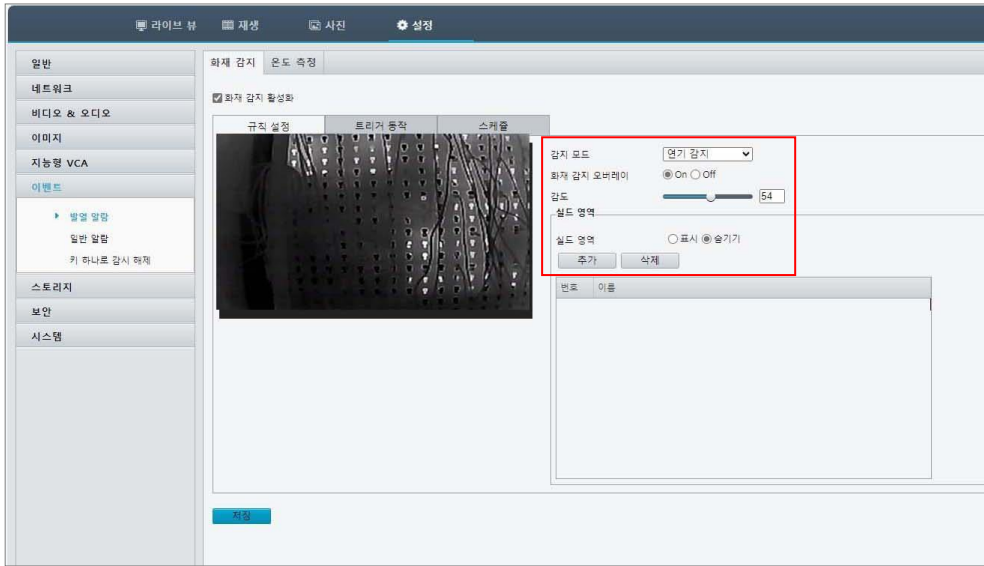 라이브 뷰 재생 사진 설정
일반
네트워크
비디오 & 오디오
이미지
지능형 VCA
이벤트
발열 알람
일반 알람
키 하나로 감시 해제
스토리지
보안
시스템
화재 감지 온도 측정
화재 감지 활성화
규칙 설정 트리거 동작 스케쥴
감지 모드 연기 감지
화재 감지 오버레이 On Off
감도 54
실드 영역
실드 영역 표시 숨기기
추가 삭제
번호 이름
저장